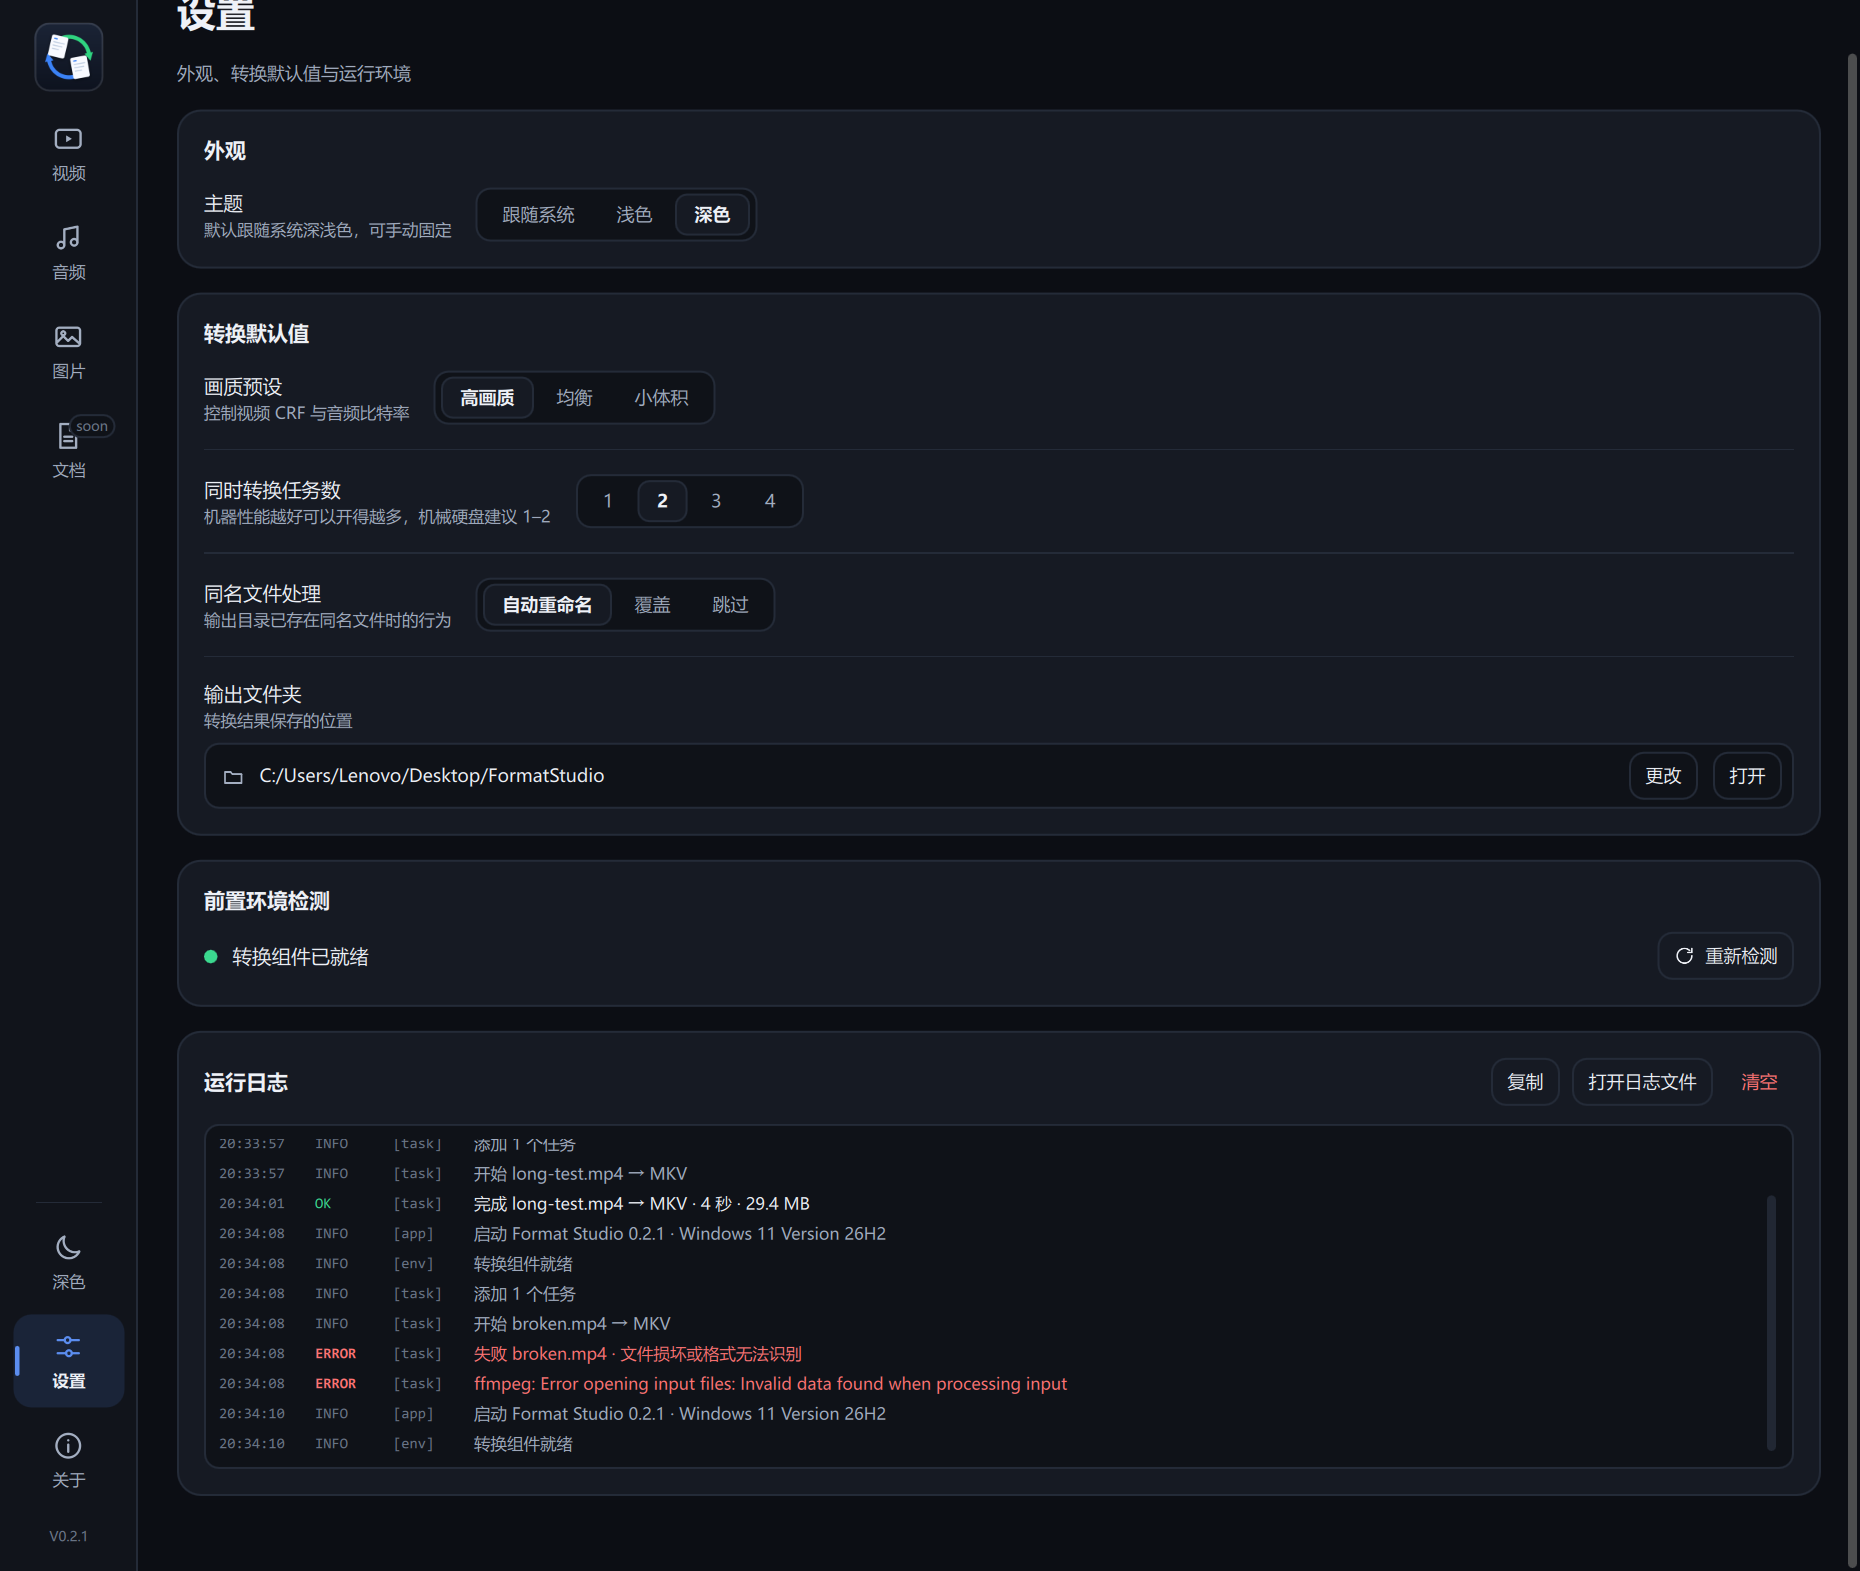 设置
外观、转换默认值与运行环境
视频
音频
图片
soon
文档
深色
设置
关于
V0.2.1
外观
主题
默认跟随系统深浅色，可手动固定
跟随系统 浅色 深色
转换默认值
画质预设
控制视频 CRF 与音频比特率
高画质 均衡 小体积
同时转换任务数
机器性能越好可以开得越多，机械硬盘建议 1–2
1 2 3 4
同名文件处理
输出目录已存在同名文件时的行为
自动重命名 覆盖 跳过
输出文件夹
转换结果保存的位置
C:/Users/Lenovo/Desktop/FormatStudio 更改 打开
前置环境检测
转换组件已就绪 重新检测
运行日志 复制 打开日志文件 清空
20:33:57 INFO [task] 添加 1 个任务
20:33:57 INFO [task] 开始 long-test.mp4 → MKV
20:34:01 OK [task] 完成 long-test.mp4 → MKV · 4 秒 · 29.4 MB
20:34:08 INFO [app] 启动 Format Studio 0.2.1 · Windows 11 Version 26H2
20:34:08 INFO [env] 转换组件就绪
20:34:08 INFO [task] 添加 1 个任务
20:34:08 INFO [task] 开始 broken.mp4 → MKV
20:34:08 ERROR [task] 失败 broken.mp4 · 文件损坏或格式无法识别
20:34:08 ERROR [task] ffmpeg: Error opening input files: Invalid data found when processing input
20:34:10 INFO [app] 启动 Format Studio 0.2.1 · Windows 11 Version 26H2
20:34:10 INFO [env] 转换组件就绪